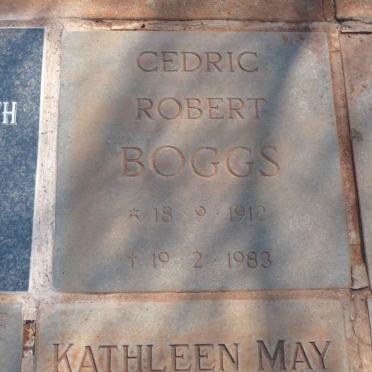 CEDRIC
ROBERT
BOGGS
* 18 · 9 · 1912
† 19 · 2 · 1983
KATHLEEN MAY